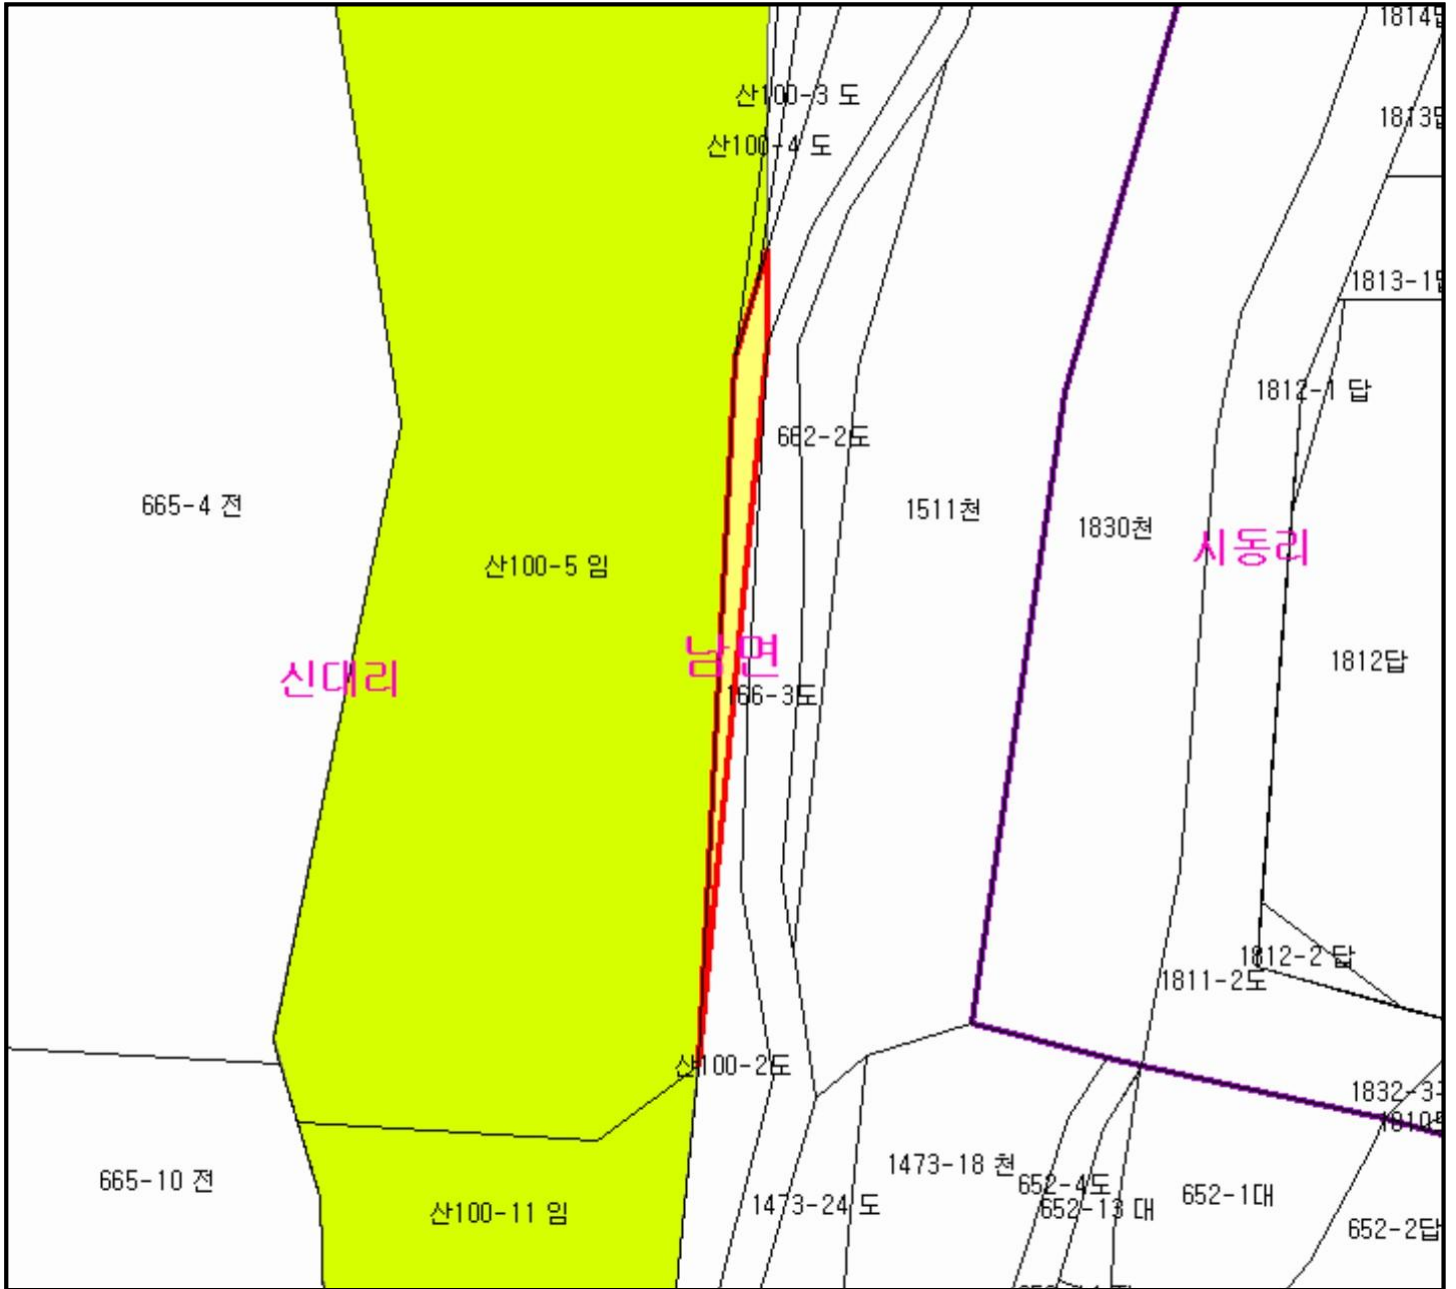 1814답
산100-3 도
1813답
산100-4 도
1813-1답
1812-1 답
662-2도
665-4 전
1511천
1830천
시동리
산100-5 임
남면
1812답
신대리
166-3도
1812-2 답
1811-2도
산100-2도
1832-3
1473-18 천
665-10 전
652-4도
652-1대
1473-24 도
652-13 대
산100-11 임
652-2답